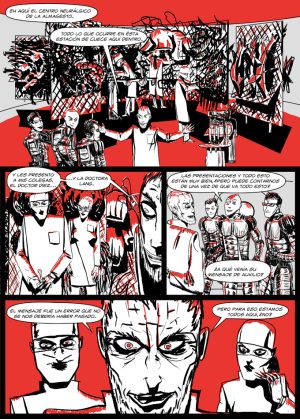 EH AQUÍ EL CENTRO NEURÁLGICO
DE LA ALMAGESTO.
TODO LO QUE OCURRE EN ESTA
ESTACIÓN SE CUECE AQUÍ DENTRO.
Y LES PRESENTO
A MIS COLEGAS,
EL DOCTOR DIEZ...
...Y LA DOCTORA
LANG.
LAS PRESENTACIONES Y TODO ESTO
ESTÁN MUY BIEN, ¿PERO PUEDE CONTARNOS
DE UNA VEZ DE QUÉ VA TODO ESTO?
¿A QUÉ VENÍA SU
MENSAJE DE AUXILIO?
EL MENSAJE FUE UN ERROR QUE NO
SE NOS DEBERÍA HABER PASADO...
PERO PARA ESO ESTAMOS
TODOS AQUÍ, ¿NO?